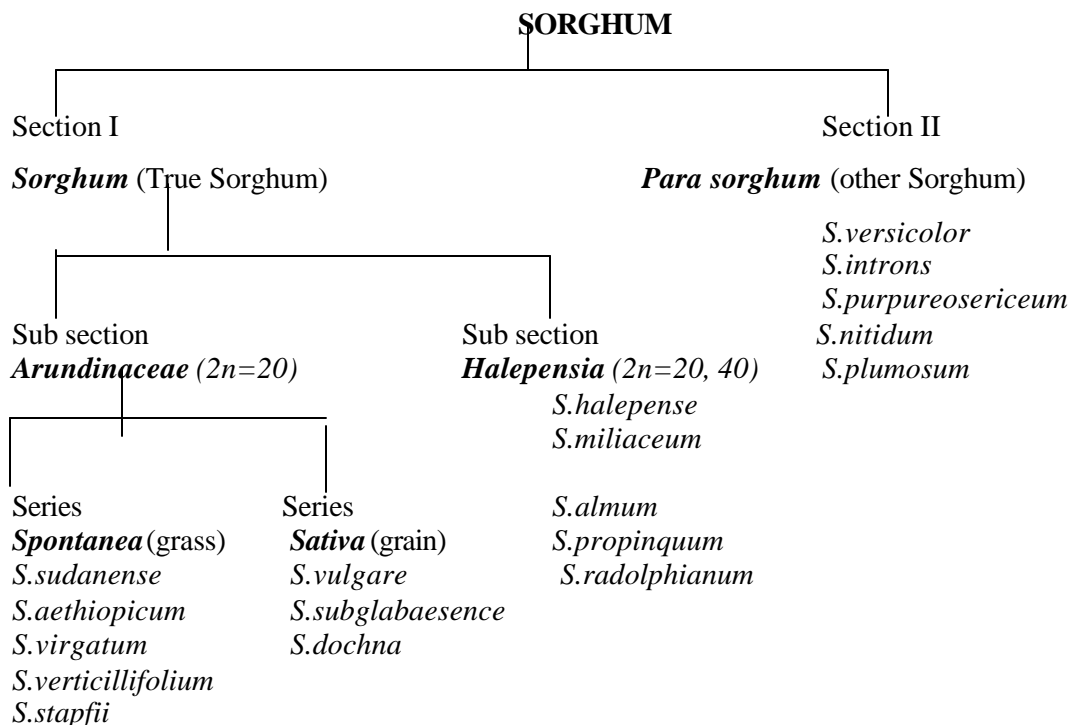 SORGHUM
Section I
Section II
Sorghum (True Sorghum)
Para sorghum (other Sorghum)
S.versicolor
S.introns
S.purpureosericeum
S.nitidum
S.plumosum
Sub section
Arundinaceae (2n=20)
Sub section
Halepensia (2n=20, 40)
S.halepense
S.miliaceum
S.almum
S.propinquum
S.radolphianum
Series
Spontanea (grass)
S.sudanense
S.aethiopicum
S.virgatum
S.verticillifolium
S.stapfii
Series
Sativa (grain)
S.vulgare
S.subglabaesence
S.dochna